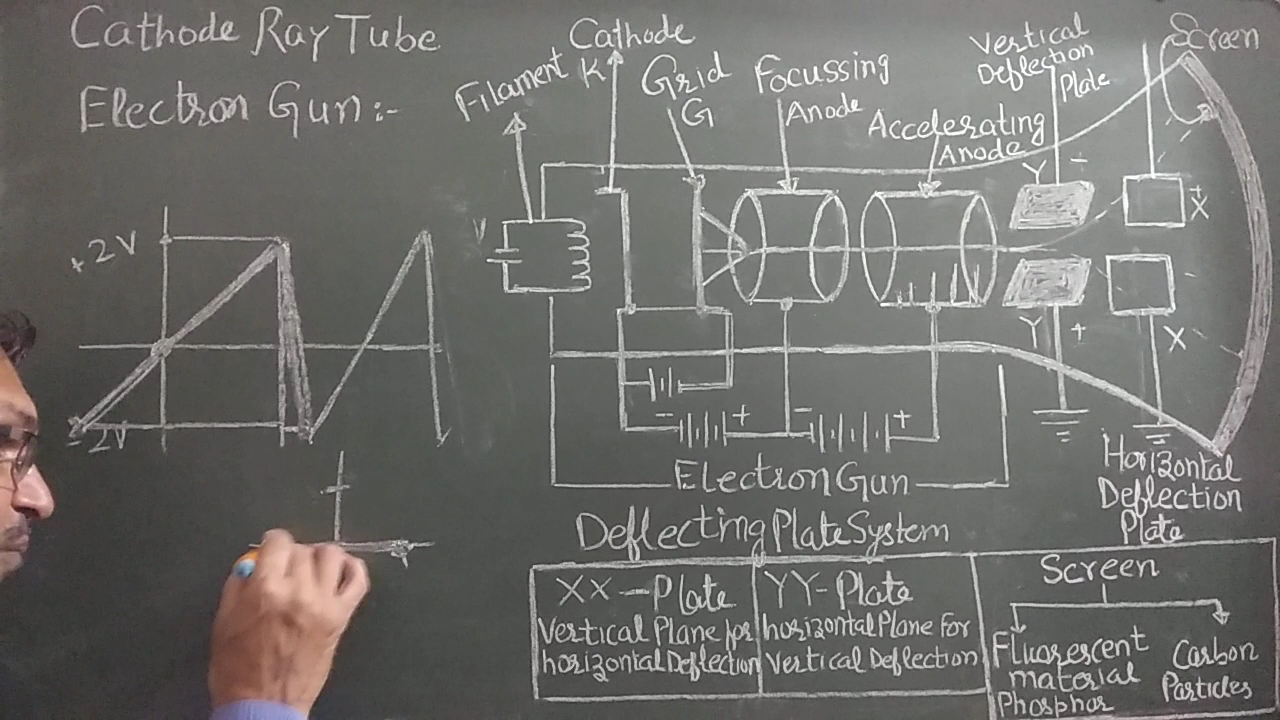 Cathode Ray Tube
Electron Gun:-
Filament
Cathode
K
Grid
G
Focussing
Anode
Accelerating
Anode
Vertical
Deflection
Plate
Screen
Y -
+
X
V
+2V
-2V
Y +
X
- +
- +
Electron Gun
Horizontal
Deflection
Plate
Deflecting Plate System
XX-Plate
Vertical Plane for
horizontal Deflection
YY-Plate
horizontal Plane for
Vertical Deflection
Screen
Fluorescent
material
Phosphor
Carbon
Particles